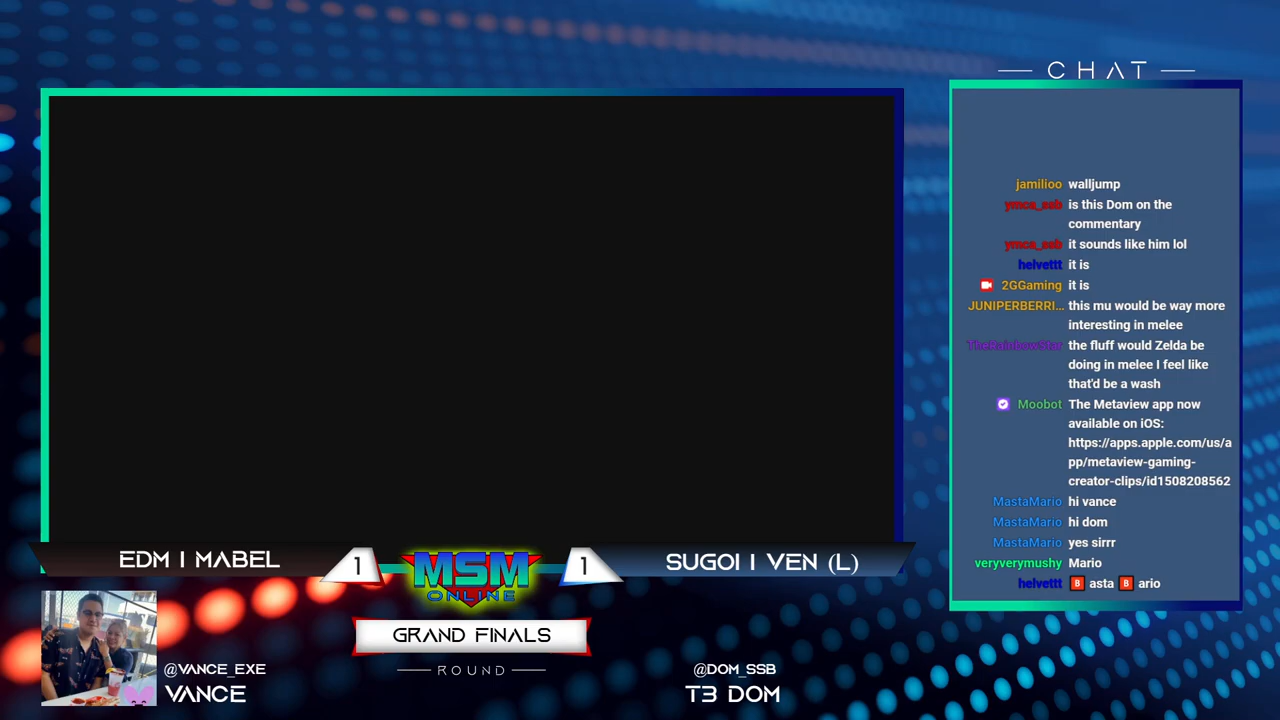 CHAT
jamilioo walljump
ymca_ssb is this Dom on the
commentary
ymca_ssb it sounds like him lol
helvettt it is
2GGaming it is
JUNIPERBERRI... this mu would be way more
interesting in melee
TheRainbowStar the fluff would Zelda be
doing in melee I feel like
that'd be a wash
Moobot The Metaview app now
available on iOS:
https://apps.apple.com/us/a
pp/metaview-gaming-
creator-clips/id1508208562
MastaMario hi vance
MastaMario hi dom
MastaMario yes sirrr
veryverymushy Mario
helvettt B asta B ario
EDM | MABEL 1 MSM 1 SUGOI | VEN (L)
ONLINE
GRAND FINALS
ROUND
@VANCE_EXE
VANCE
@DOM_SSB
T3 DOM